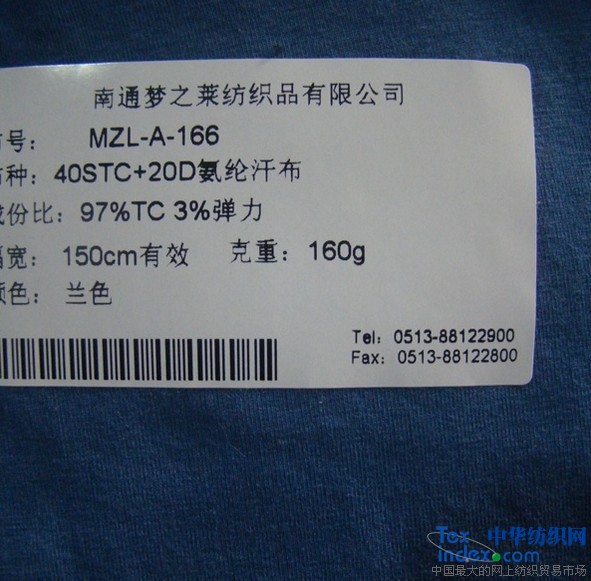 南通梦之莱纺织品有限公司
号： MZL-A-166
种：40STC+20D氨纶汗布
份比：97%TC 3%弹力
宽： 150cm有效 克重：160g
色： 兰色
Tel：0513-88122900
Fax：0513-88122800
Tex 中华纺织网
index.com
中国最大的网上纺织贸易市场